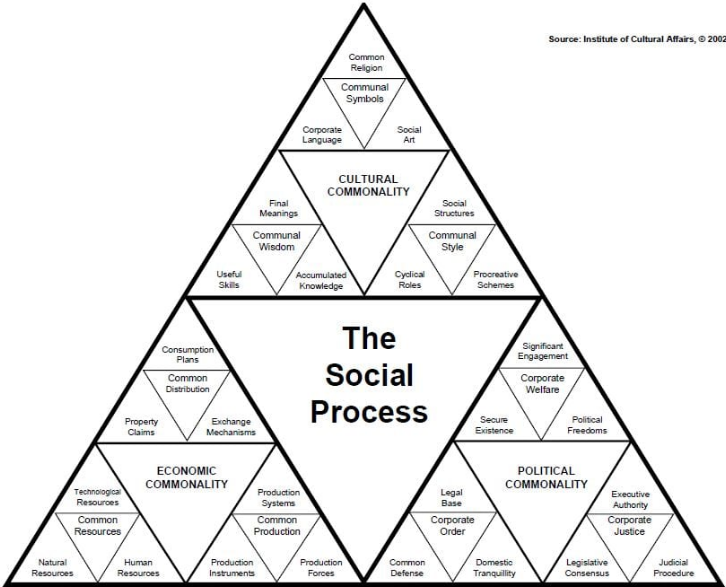 Source: Institute of Cultural Affairs, © 2002
Common
Religion
Communal
Symbols
Corporate
Language
Social
Art
CULTURAL
COMMONALITY
Final
Meanings
Communal
Wisdom
Useful
Skills
Accumulated
Knowledge
Social
Structures
Communal
Style
Cyclical
Roles
Procreative
Schemes
The
Social
Process
Consumption
Plans
Common
Distribution
Property
Claims
Exchange
Mechanisms
ECONOMIC
COMMONALITY
Technological
Resources
Common
Resources
Natural
Resources
Human
Resources
Production
Systems
Common
Production
Production
Instruments
Production
Forces
Significant
Engagement
Corporate
Welfare
Secure
Existence
Political
Freedoms
POLITICAL
COMMONALITY
Legal
Base
Corporate
Order
Common
Defense
Domestic
Tranquillity
Executive
Authority
Corporate
Justice
Legislative
Consensus
Judicial
Procedure